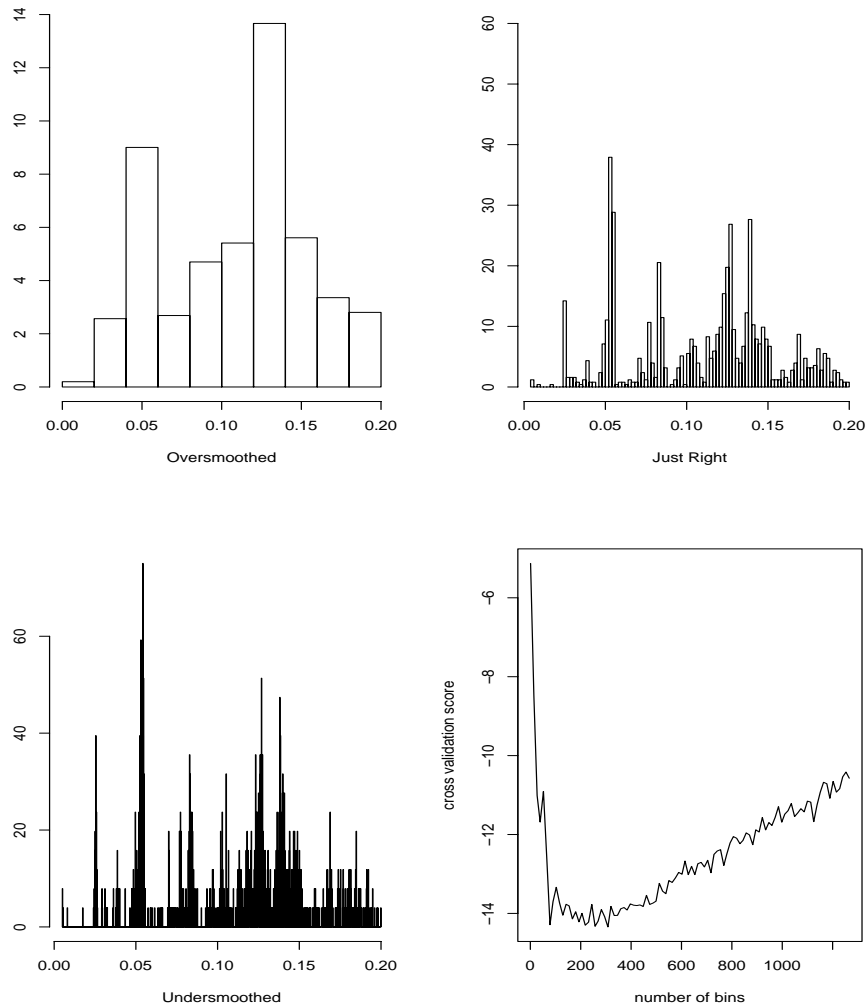 14
12
10
8
6
4
2
0
0.00 0.05 0.10 0.15 0.20
Oversmoothed
60
50
40
30
20
10
0
0.00 0.05 0.10 0.15 0.20
Just Right
60
40
20
0
0.00 0.05 0.10 0.15 0.20
Undersmoothed
cross validation score
−6
−8
−10
−12
−14
0 200 400 600 800 1000
number of bins